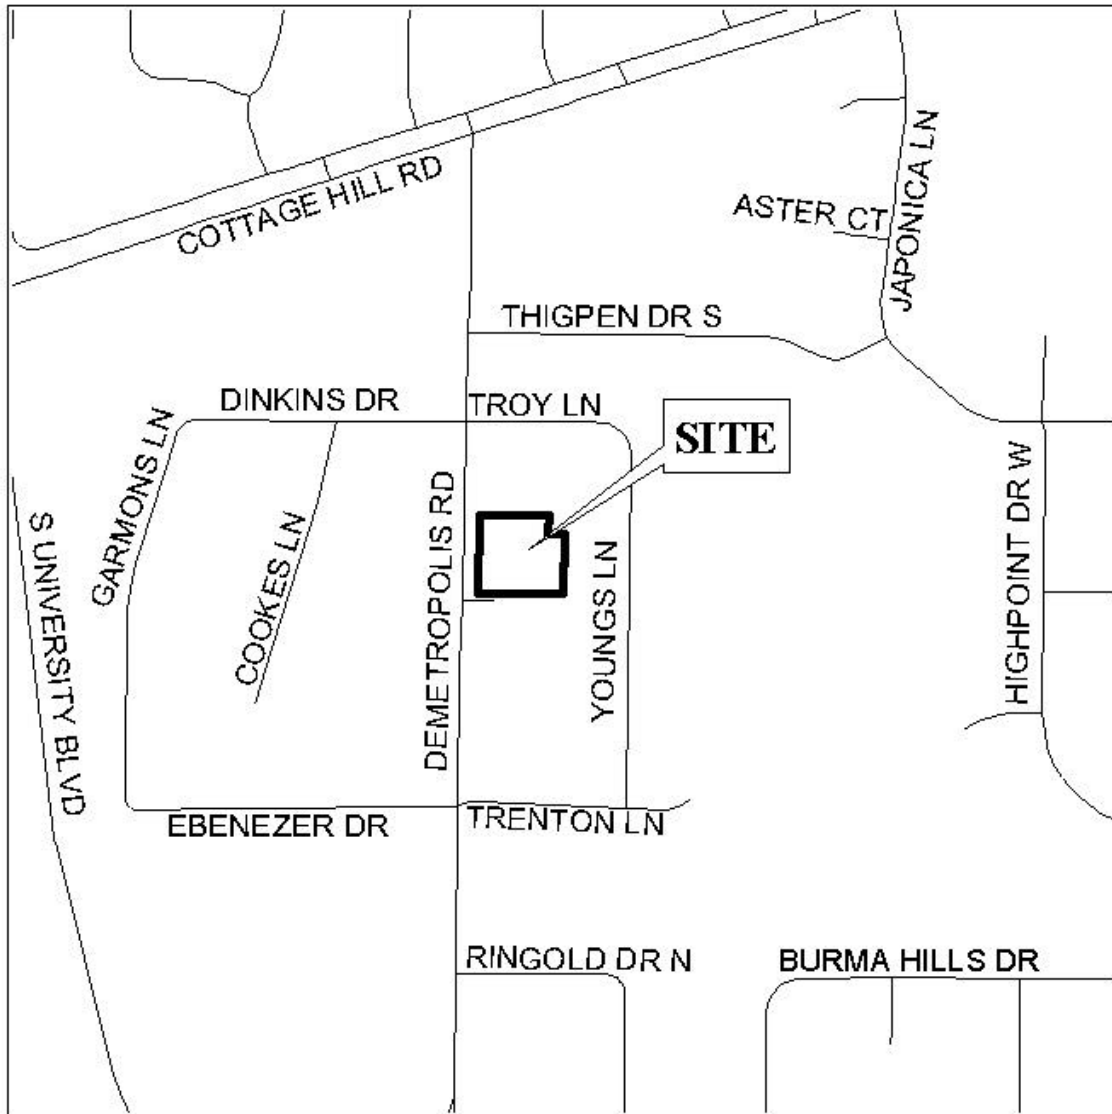 COTTAGE HILL RD
JAPONICA LN
ASTER CT
THIGPEN DR S
DINKINS DR
TROY LN
SITE
GARMONS LN
COOKES LN
DEMETROPOLIS RD
YOUNGS LN
HIGHPOINT DR W
S UNIVERSITY BLVD
EBENEZER DR
TRENTON LN
RINGOLD DR N
BURMA HILLS DR